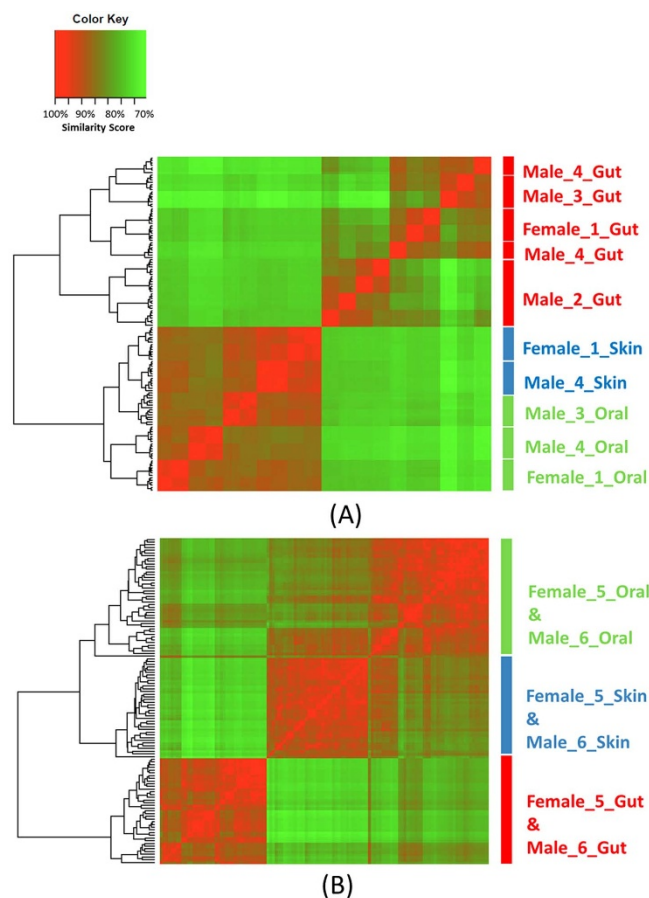 Color Key
100% 90% 80% 70%
Similarity Score
Male_4_Gut
Male_3_Gut
Female_1_Gut
Male_4_Gut
Male_2_Gut
Female_1_Skin
Male_4_Skin
Male_3_Oral
Male_4_Oral
Female_1_Oral
(A)
Female_5_Oral
&
Male_6_Oral
Female_5_Skin
&
Male_6_Skin
Female_5_Gut
&
Male_6_Gut
(B)